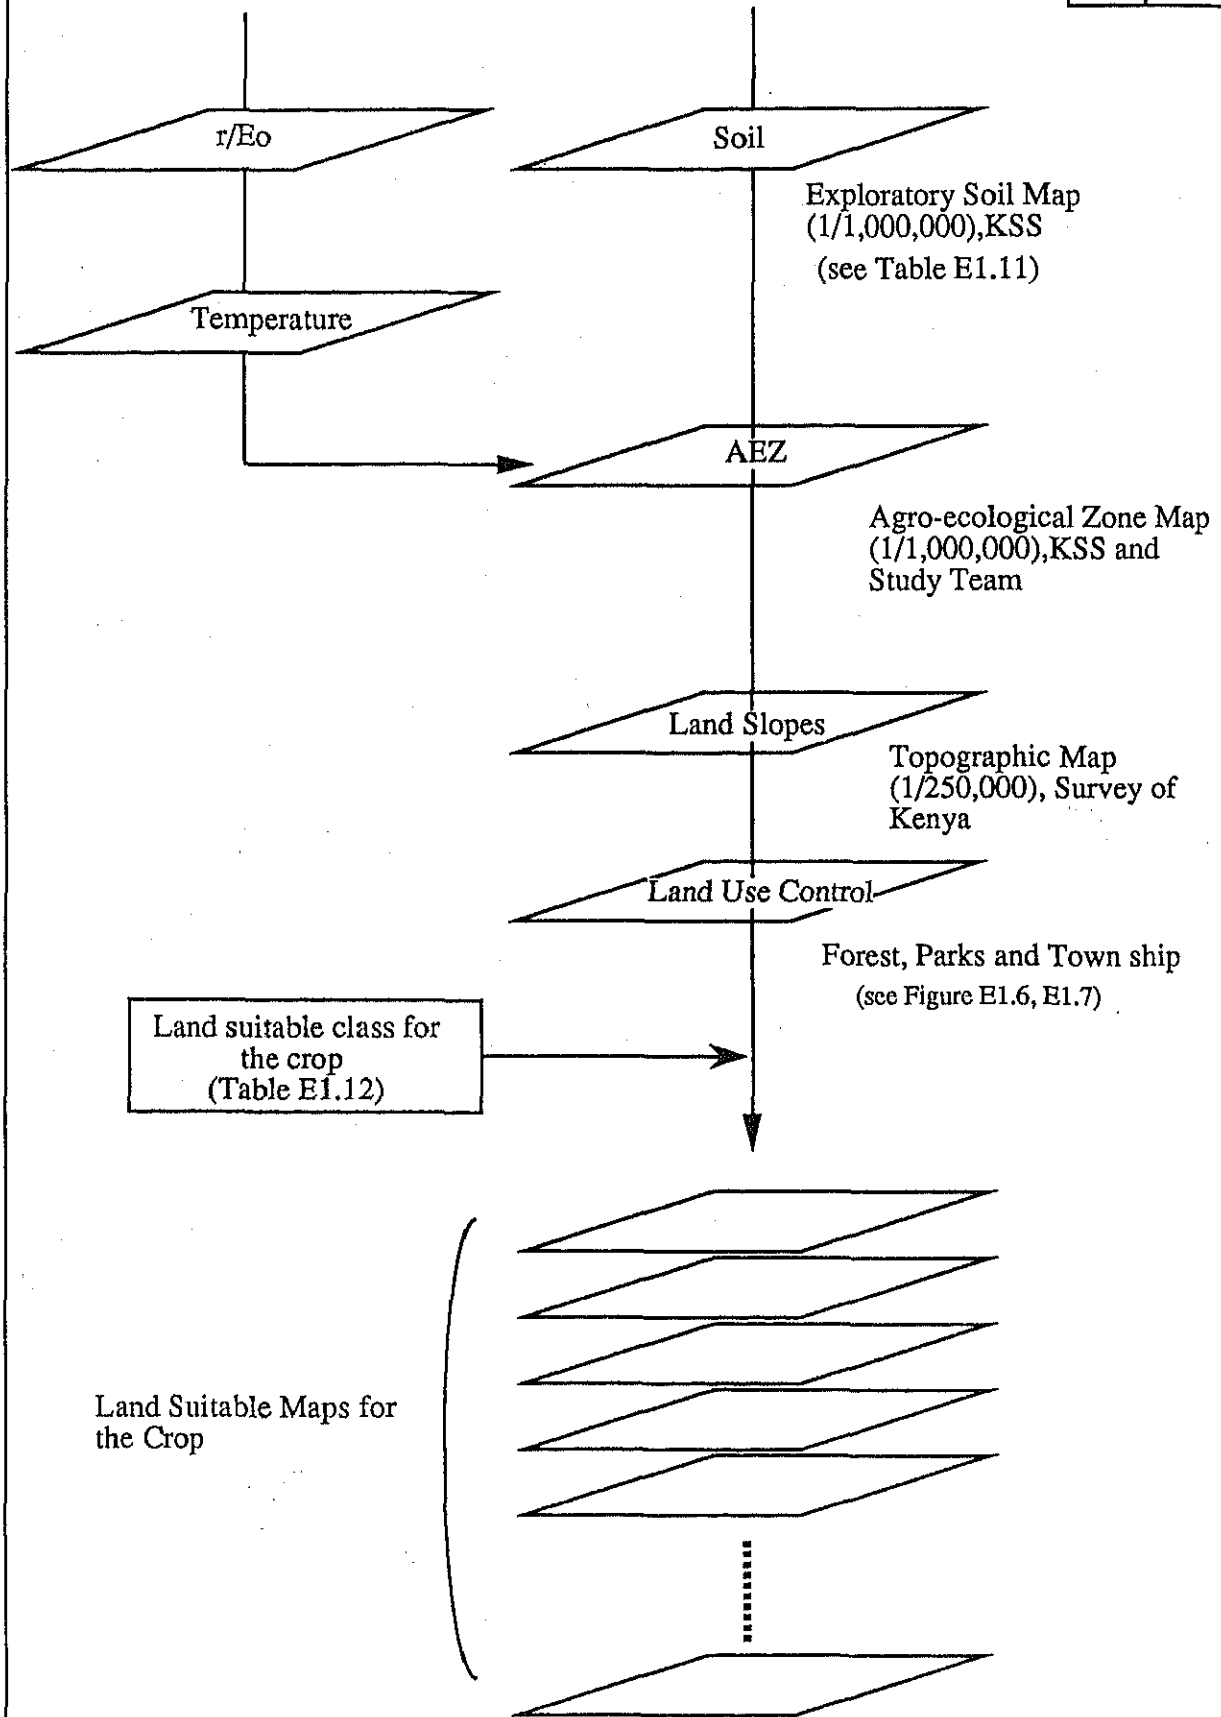 r/Eo
Soil
Exploratory Soil Map
(1/1,000,000),KSS
(see Table E1.11)
Temperature
AEZ
Agro-ecological Zone Map
(1/1,000,000),KSS and
Study Team
Land Slopes
Topographic Map
(1/250,000), Survey of
Kenya
Land Use Control
Forest, Parks and Town ship
(see Figure E1.6, E1.7)
Land suitable class for
the crop
(Table E1.12)
Land Suitable Maps for
the Crop